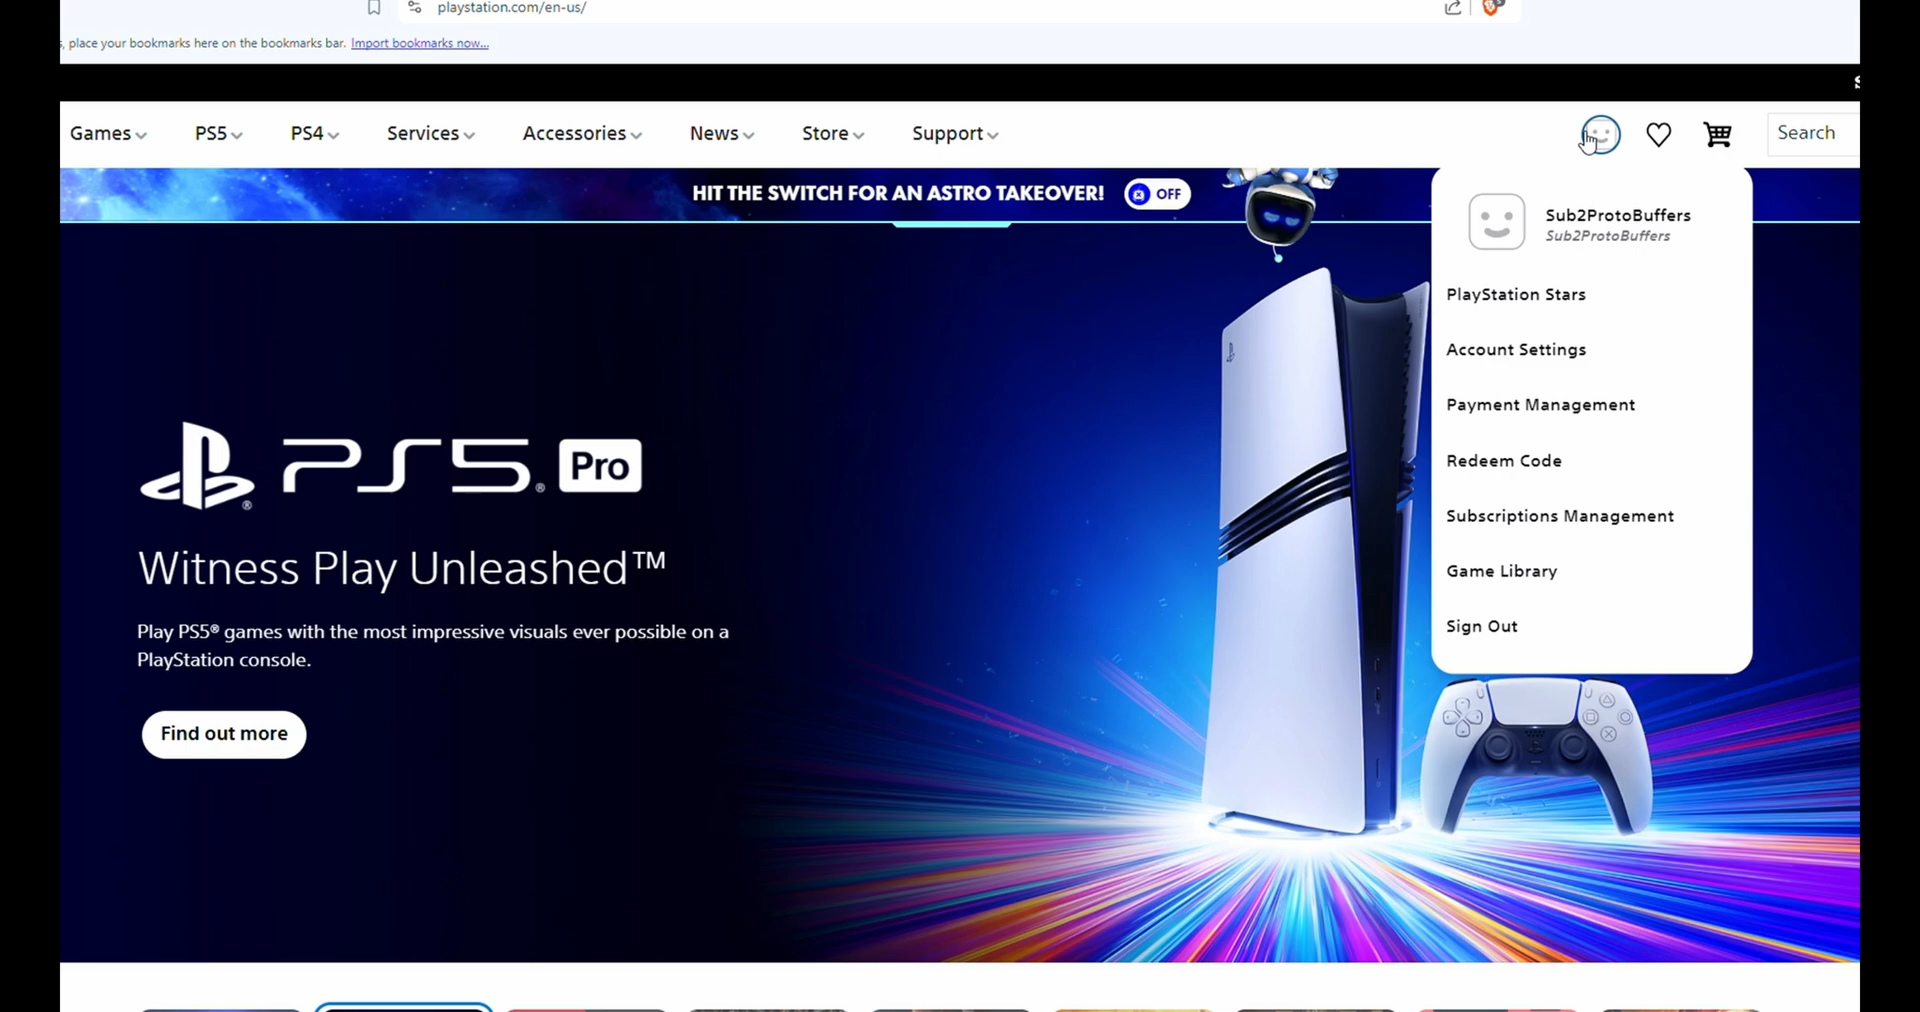 playstation.com/en-us/
, place your bookmarks here on the bookmarks bar. Import bookmarks now...
Games
PS5
PS4
Services
Accessories
News
Store
Support
Search
HIT THE SWITCH FOR AN ASTRO TAKEOVER!
OFF
Sub2ProtoBuffers
Sub2ProtoBuffers
PlayStation Stars
Account Settings
Payment Management
Redeem Code
Subscriptions Management
Game Library
Sign Out
PS5® Pro
Witness Play Unleashed™
Play PS5® games with the most impressive visuals ever possible on a
PlayStation console.
Find out more